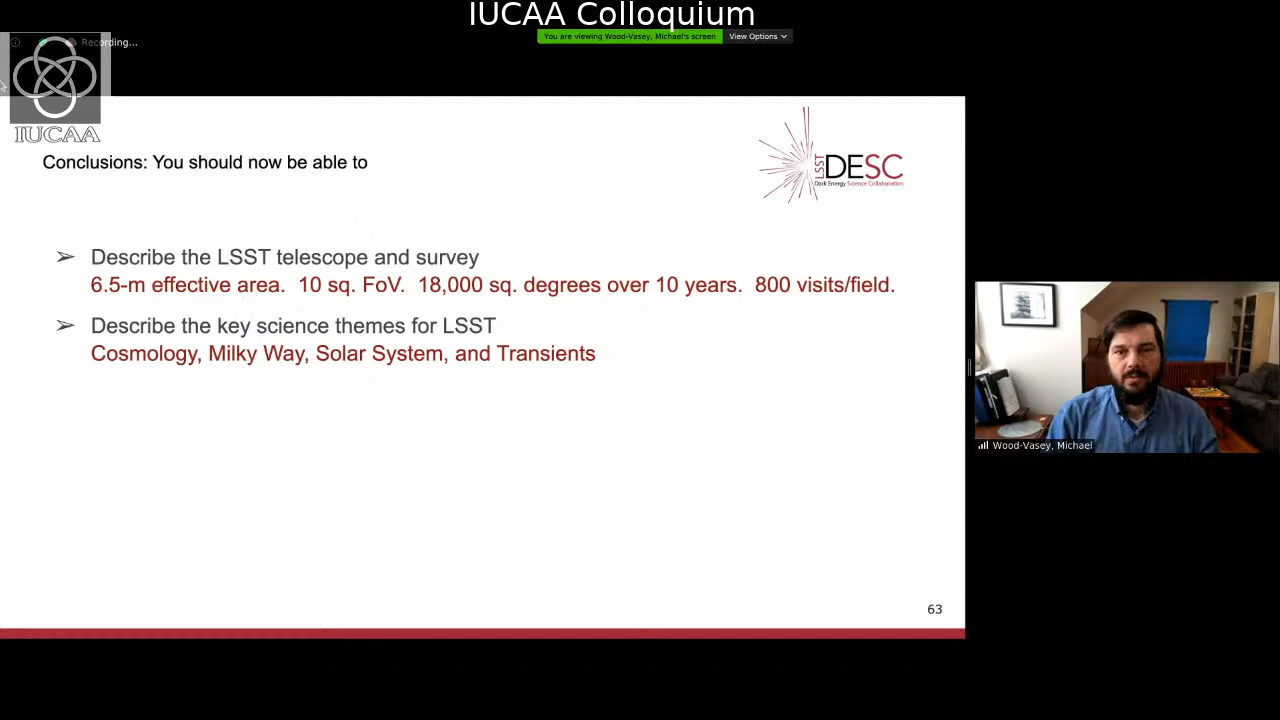 IUCAA Colloquium
You are viewing Wood-Vasey, Michael's screen
View Options
Recording...
IUCAA
Conclusions: You should now be able to
LSST
DESC
Dark Energy Science Collaboration
➢ Describe the LSST telescope and survey
6.5-m effective area. 10 sq. FoV. 18,000 sq. degrees over 10 years. 800 visits/field.
➢ Describe the key science themes for LSST
Cosmology, Milky Way, Solar System, and Transients
Wood-Vasey, Michael
63